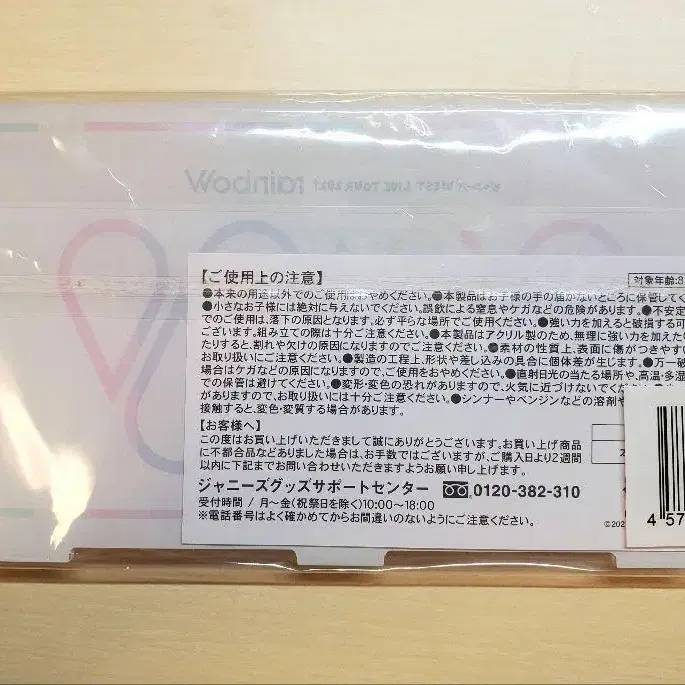 ジャニーズWEST LIVE TOUR 2021 rainboW
【ご使用上の注意】
対象年齢:8
●本来の用途以外でのご使用はおやめください。●本製品はお子様の手の届かないところに保管してく
●小さなお子様には絶対に与えないでください。誤飲による窒息やケガなどの危険があります。●不安定
でのご使用は、落下の原因となります。必ず平らな場所でご使用ください。●強い力を加えると破損する可
ございます。組み立ての際は十分ご注意ください。●本製品はアクリル製のため、無理に強い力を加えた
たりすると、割れや欠けの原因になりますのでご注意ください。●素材の性質上、表面に傷がつきやす
お取り扱いにご注意ください。●製造の工程上、形状や差し込みの具合に個体差が生じます。●万一破
場合はケガなどの原因になりますので、ご使用をおやめください。●直射日光の当たる場所や、高温・多湿
での保管は避けてください。●変形・変色の恐れがありますので、火気に近づけないでくだ
がありますので、お取り扱いには十分ご注意ください。●シンナーやベンジンなどの溶剤や
接触すると、変色・変質する場合があります。
【お客様へ】
この度はお買い上げいただきまして誠にありがとうございます。お買い上げ商品
に不都合品などありました場合は、お手数ではございますが、ご購入日より2週間
以内に下記までお問い合わせいただきますようお願い申し上げます。
ジャニーズグッズサポートセンター 0120-382-310
受付時間 / 月〜金(祝祭日を除く)10:00〜18:00
※電話番号はよく確かめてからお間違いのないようにご注意ください。
©202
4 57